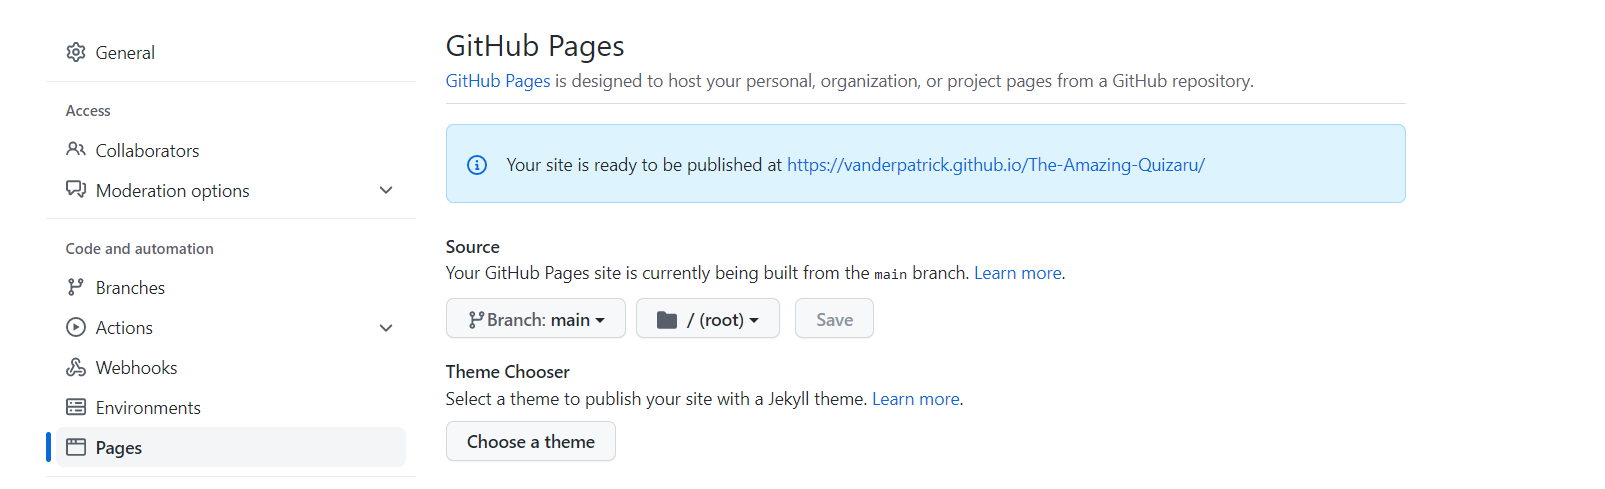 General
Access
Collaborators
Moderation options
Code and automation
Branches
Actions
Webhooks
Environments
Pages
GitHub Pages
GitHub Pages is designed to host your personal, organization, or project pages from a GitHub repository.
Your site is ready to be published at https://vanderpatrick.github.io/The-Amazing-Quizaru/
Source
Your GitHub Pages site is currently being built from the main branch. Learn more.
Branch: main / (root) Save
Theme Chooser
Select a theme to publish your site with a Jekyll theme. Learn more.
Choose a theme